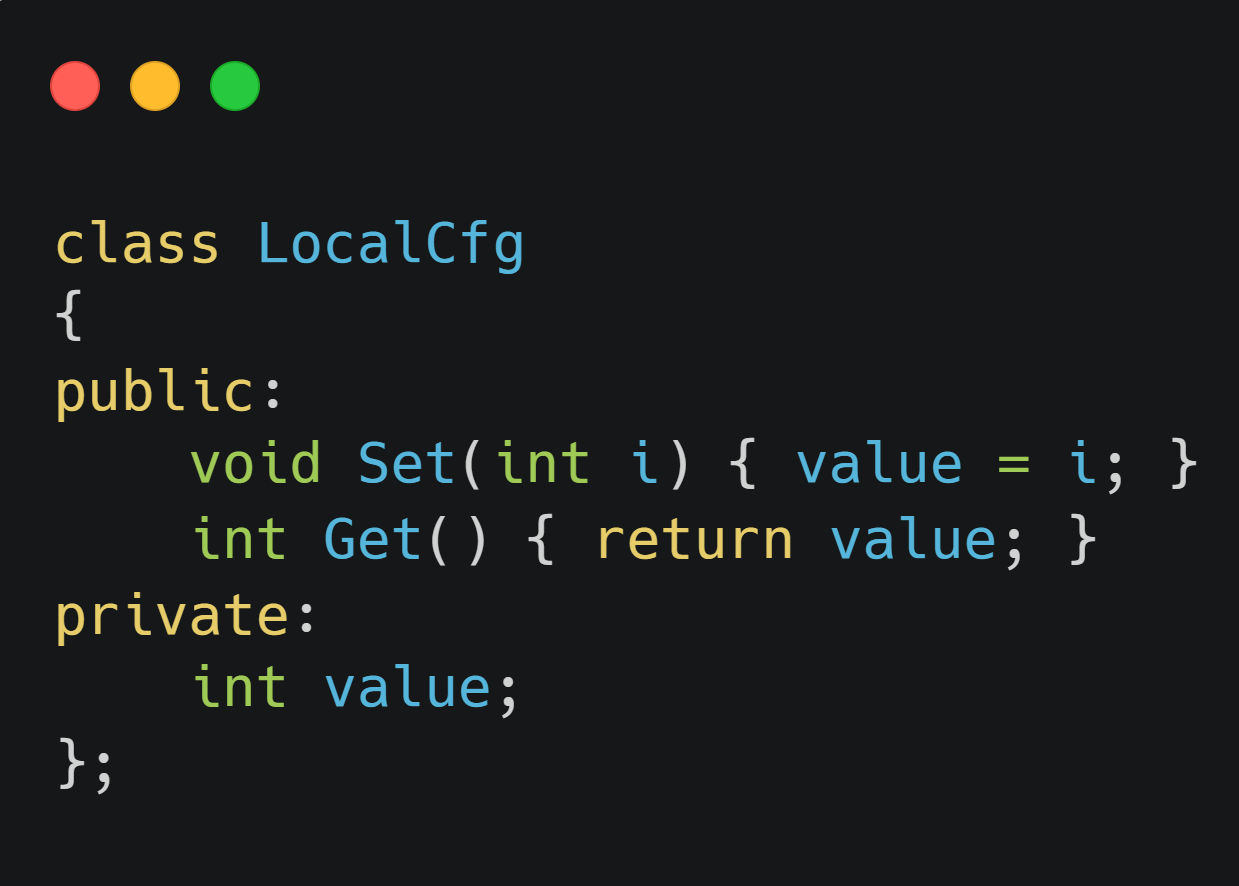 class LocalCfg
{
public:
    void Set(int i) { value = i; }
    int Get() { return value; }
private:
    int value;
};